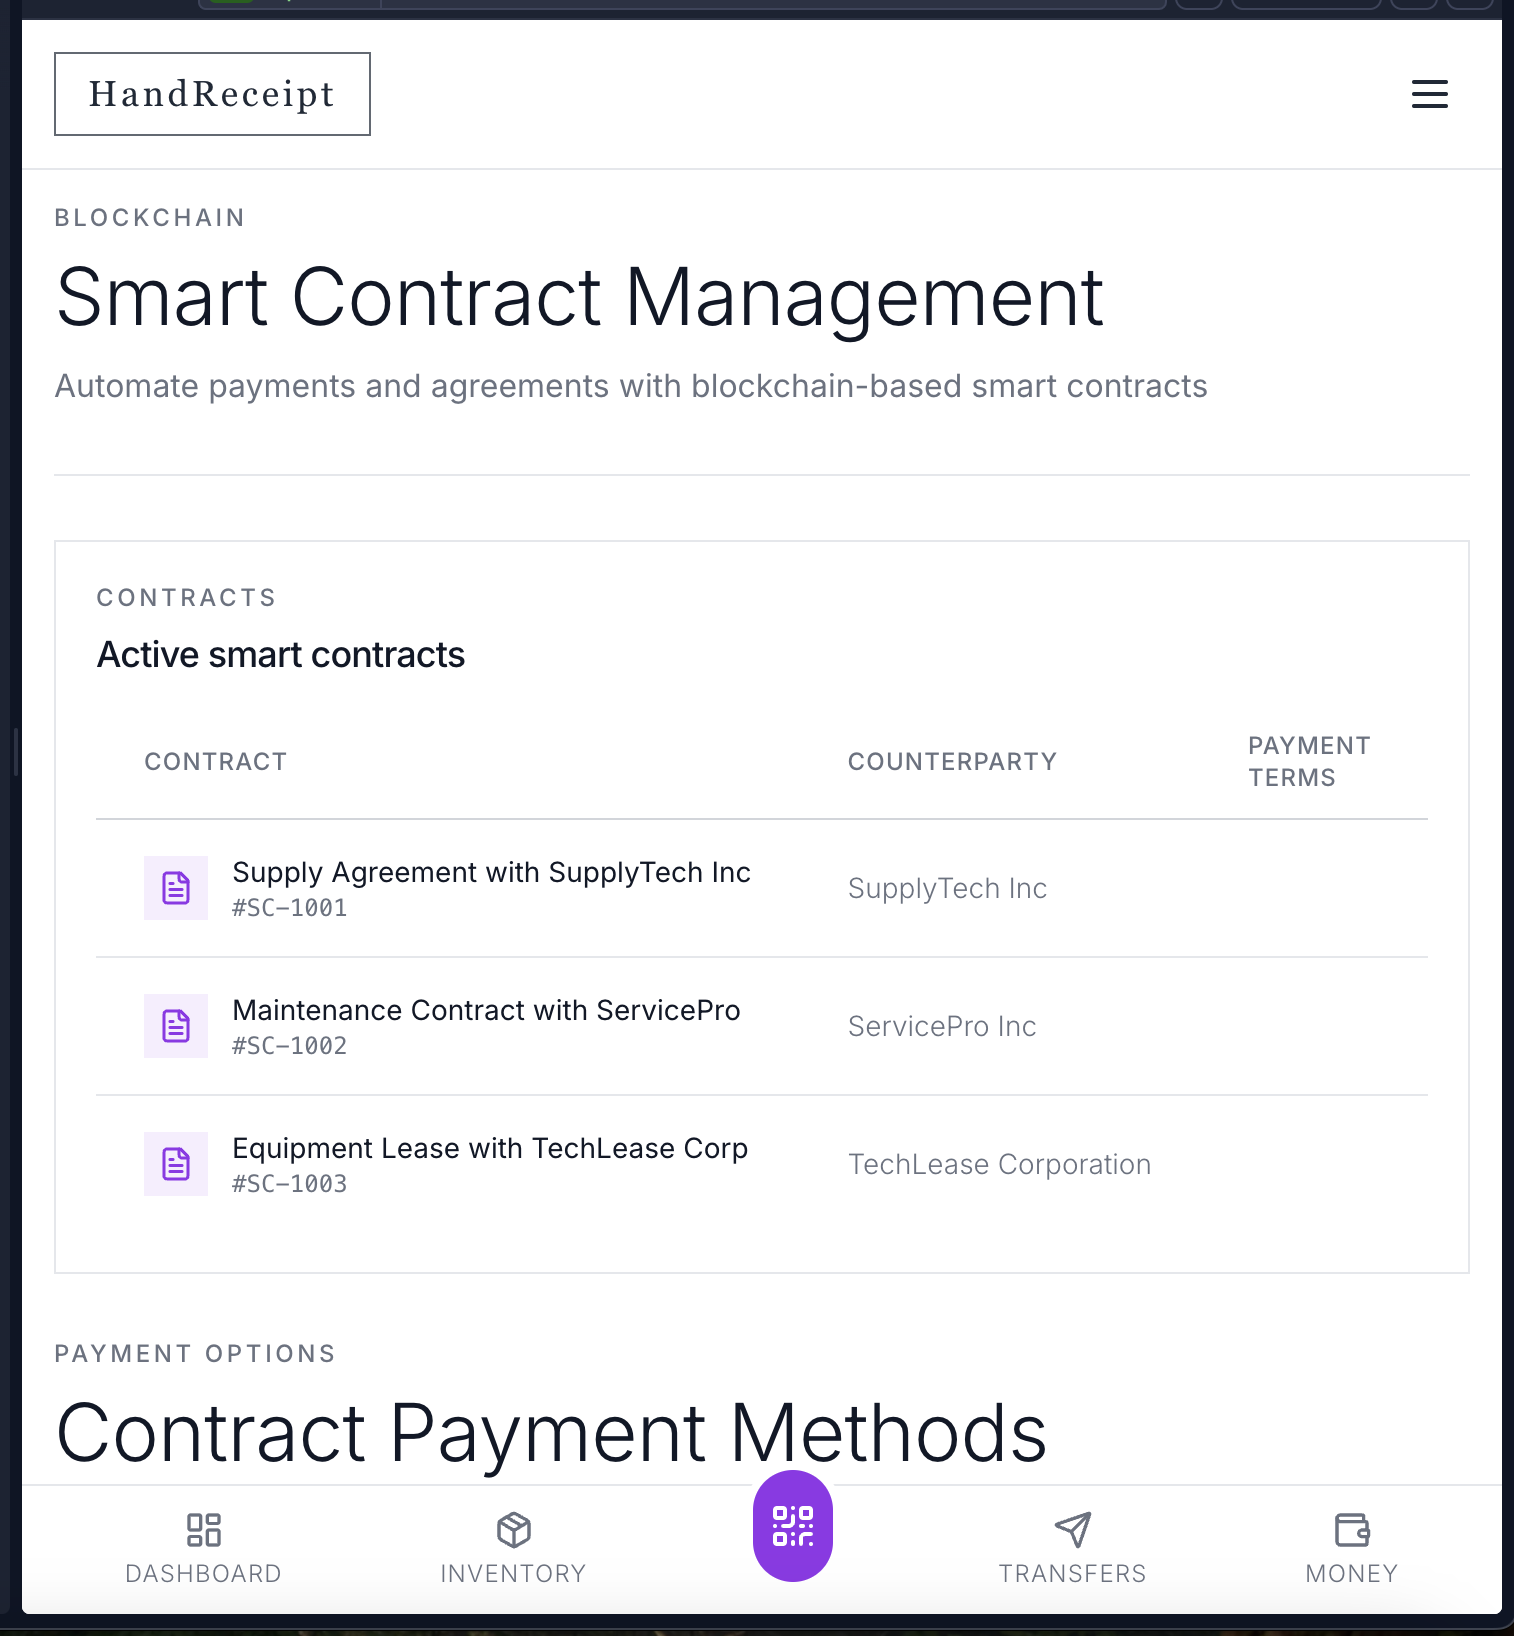 HandReceipt
BLOCKCHAIN
Smart Contract Management
Automate payments and agreements with blockchain-based smart contracts
CONTRACTS
Active smart contracts
CONTRACT
COUNTERPARTY
PAYMENT
TERMS
Supply Agreement with SupplyTech Inc
#SC-1001
SupplyTech Inc
Maintenance Contract with ServicePro
#SC-1002
ServicePro Inc
Equipment Lease with TechLease Corp
#SC-1003
TechLease Corporation
PAYMENT OPTIONS
Contract Payment Methods
DASHBOARD
INVENTORY
TRANSFERS
MONEY